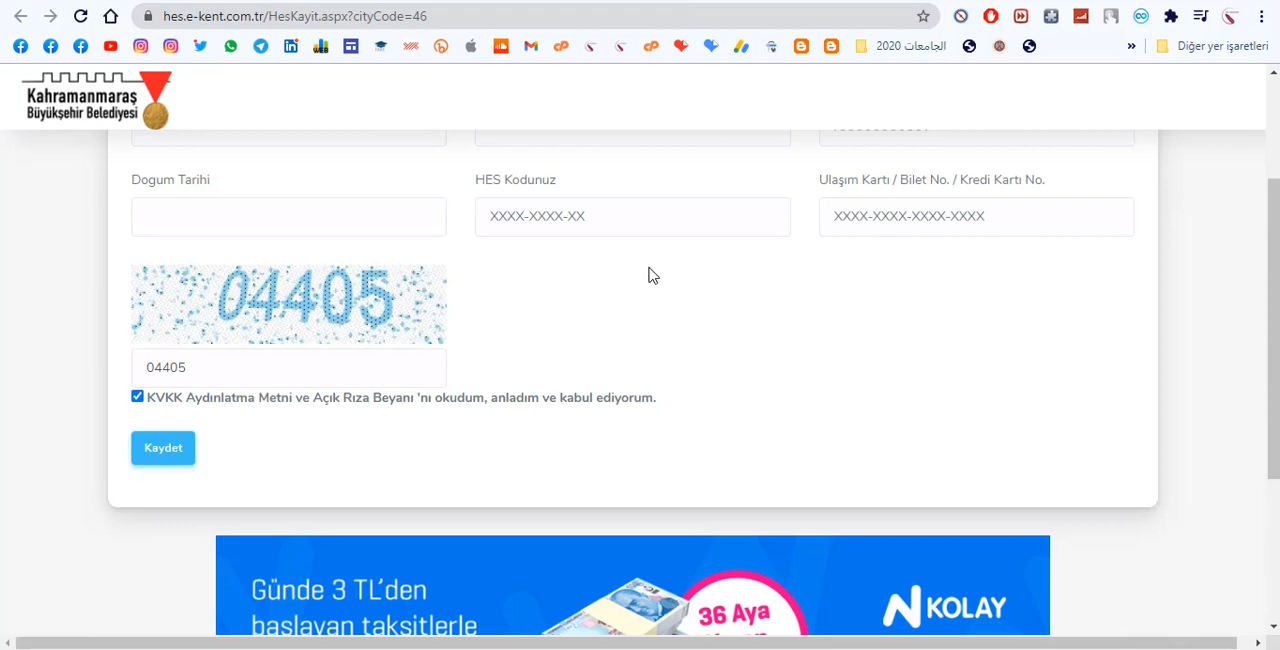 hes.e-kent.com.tr/HesKayit.aspx?cityCode=46
الجامعات 2020
»
Diğer yer işaretleri
Kahramanmaraş
Büyükşehir Belediyesi
Dogum Tarihi
HES Kodunuz
Ulaşım Kartı / Bilet No. / Kredi Kartı No.
XXXX-XXXX-XX
XXXX-XXXX-XXXX-XXXX
04405
04405
KVKK Aydınlatma Metni ve Açık Rıza Beyanı 'nı okudum, anladım ve kabul ediyorum.
Kaydet
Günde 3 TL'den
başlayan taksitlerle
36 Aya
N KOLAY